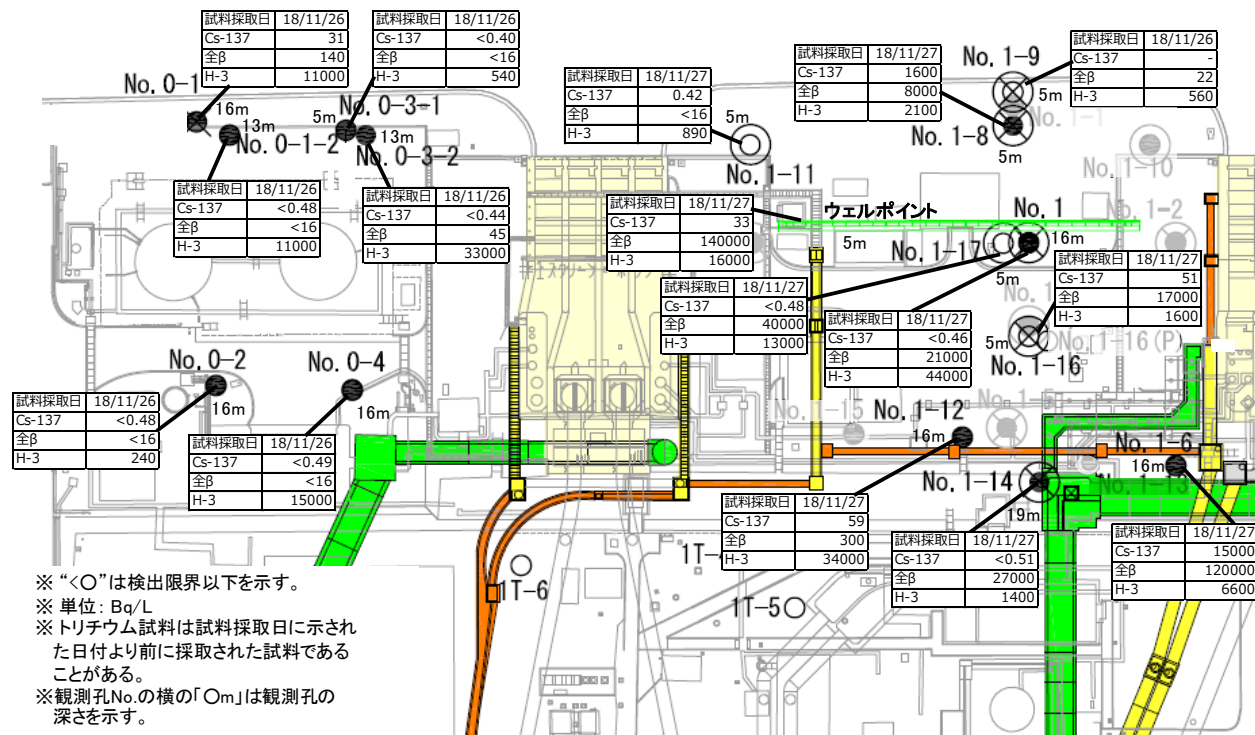 試料採取日 18/11/26
Cs-137 31
全β 140
H-3 11000
試料採取日 18/11/26
Cs-137 <0.40
全β <16
H-3 540
試料採取日 18/11/27
Cs-137 0.42
全β <16
H-3 890
試料採取日 18/11/27
Cs-137 1600
全β 8000
H-3 2100
試料採取日 18/11/26
Cs-137 -
全β 22
H-3 560
No. 0-1
16m
13m
No. 0-1-2
5m
No. 0-3-1
13m
No. 0-3-2
5m
No. 1-11
No. 1-9
5m
No. 1-1
No. 1-8
5m
No. 1-10
試料採取日 18/11/26
Cs-137 <0.48
全β <16
H-3 11000
試料採取日 18/11/26
Cs-137 <0.44
全β 45
H-3 33000
試料採取日 18/11/27
Cs-137 33
全β 140000
H-3 16000
ウェルポイント
5m
No. 1
16m
No. 1-2
No. 1-17
5m
試料採取日 18/11/27
Cs-137 <0.48
全β 40000
H-3 13000
試料採取日 18/11/27
Cs-137 <0.46
全β 21000
H-3 44000
試料採取日 18/11/27
Cs-137 51
全β 17000
H-3 1600
5m
No. 1-16 (P)
No. 1-16
No. 0-2
16m
No. 0-4
16m
試料採取日 18/11/26
Cs-137 <0.48
全β <16
H-3 240
試料採取日 18/11/26
Cs-137 <0.49
全β <16
H-3 15000
No. 1-15
No. 1-12
16m
No. 1-6
16m
No. 1-13
No. 1-14
19m
試料採取日 18/11/27
Cs-137 59
全β 300
H-3 34000
試料採取日 18/11/27
Cs-137 <0.51
全β 27000
H-3 1400
試料採取日 18/11/27
Cs-137 15000
全β 120000
H-3 6600
1T-6
1T-5
※ “<○”は検出限界以下を示す。
※ 単位: Bq/L
※ トリチウム試料は試料採取日に示され
た日付より前に採取された試料である
ことがある。
※観測孔No.の横の「○m」は観測孔の
深さを示す。